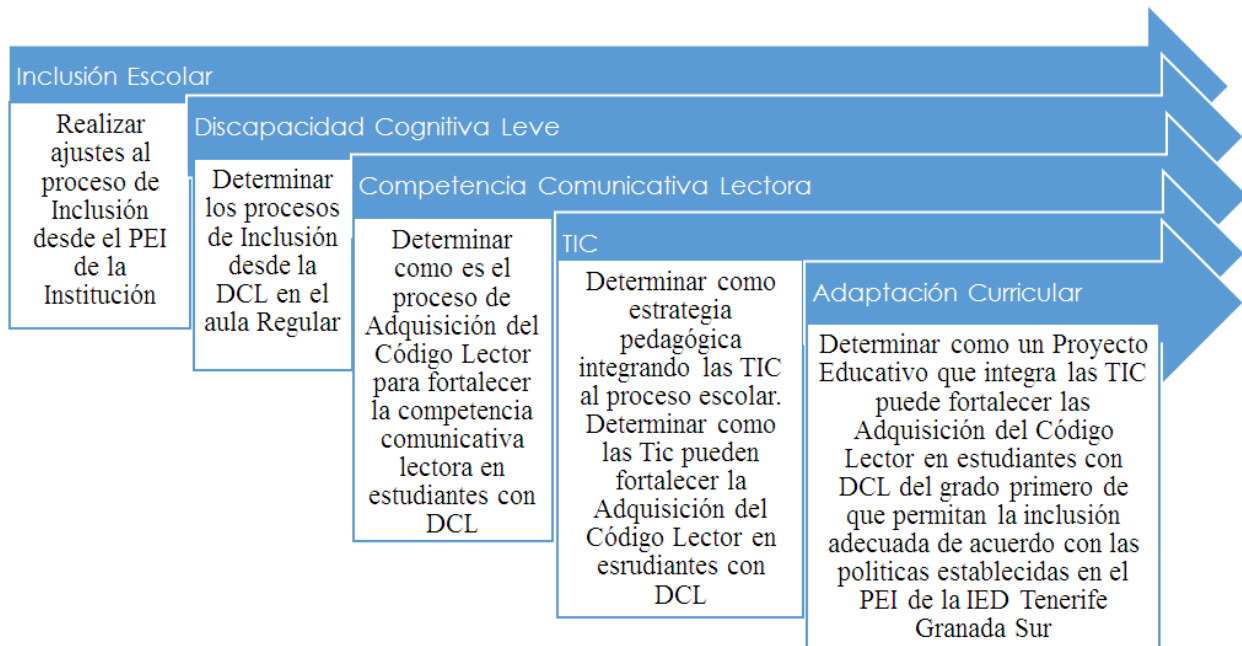 Inclusión Escolar
Realizar
ajustes al
proceso de
Inclusión
desde el PEI
de la
Institución
Discapacidad Cognitiva Leve
Determinar
los procesos
de Inclusión
desde la
DCL en el
aula Regular
Competencia Comunicativa Lectora
Determinar
como es el
proceso de
Adquisición del
Código Lector
para fortalecer
la competencia
comunicativa
lectora en
estudiantes con
DCL
TIC
Determinar como
estrategia
pedagógica
integrando las TIC
al proceso escolar.
Determinar como
las Tic pueden
fortalecer la
Adquisición del
Código Lector en
esrudiantes con
DCL
Adaptación Curricular
Determinar como un Proyecto
Educativo que integra las TIC
puede fortalecer las
Adquisición del Código
Lector en estudiantes con
DCL del grado primero de
que permitan la inclusión
adecuada de acuerdo con las
politicas establecidas en el
PEI de la IED Tenerife
Granada Sur